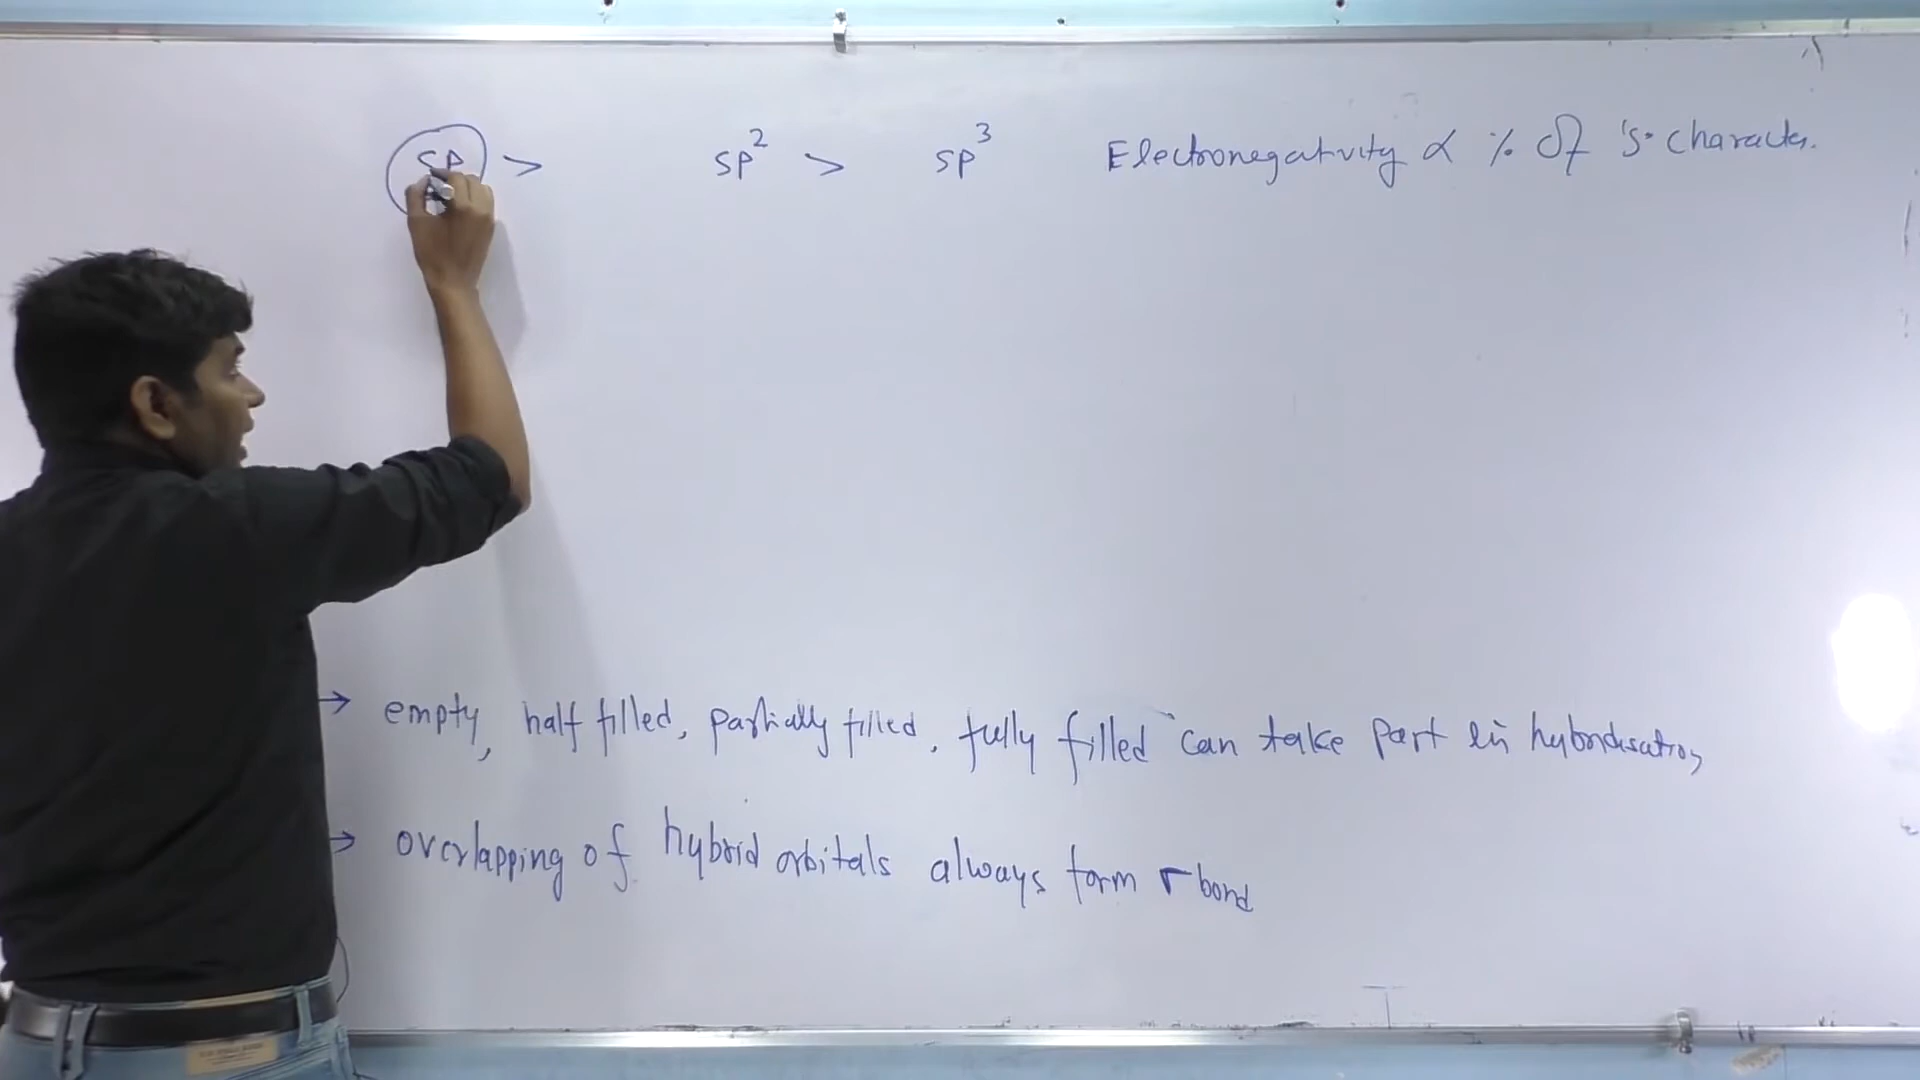 sp > sp² > sp³ Electronegativity ∝ % of 's' character.
→ empty, half filled, partially filled, fully filled can take part in hybridisation
→ overlapping of hybrid orbitals always form σ bond